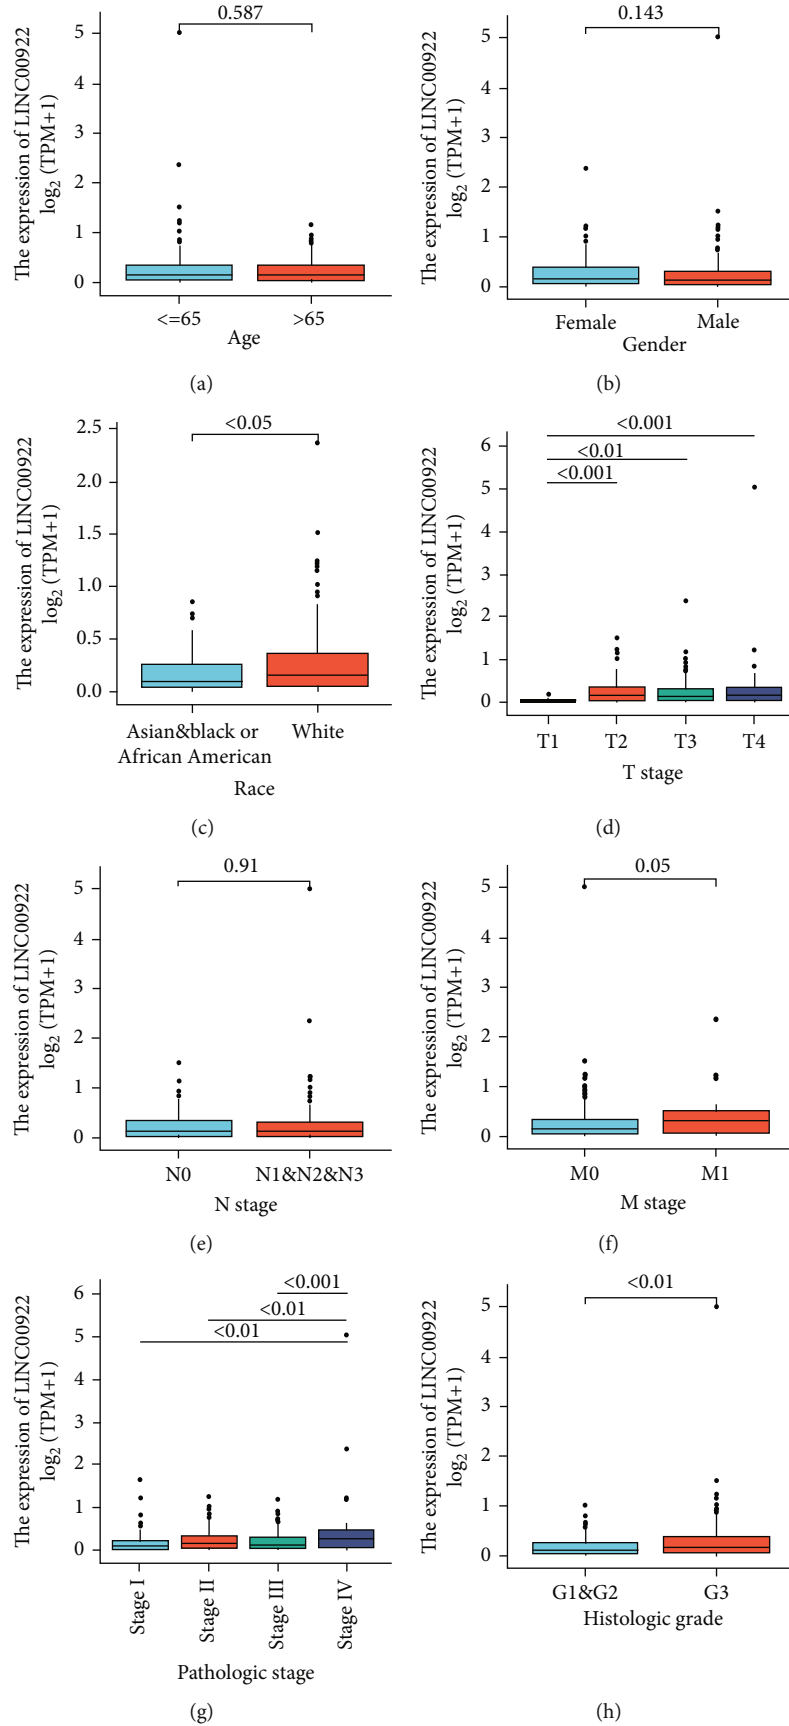 0.587
5
4
3
2
1
0
The expression of LINC00922
log₂ (TPM+1)
<=65 >65
Age
(a)
0.143
5
4
3
2
1
0
The expression of LINC00922
log₂ (TPM+1)
Female Male
Gender
(b)
<0.05
2.5
2.0
1.5
1.0
0.5
0.0
The expression of LINC00922
log₂ (TPM+1)
Asian&black or White
African American
Race
(c)
<0.001
<0.01
<0.001
6
5
4
3
2
1
0
The expression of LINC00922
log₂ (TPM+1)
T1 T2 T3 T4
T stage
(d)
0.91
5
4
3
2
1
0
The expression of LINC00922
log₂ (TPM+1)
N0 N1&N2&N3
N stage
(e)
0.05
5
4
3
2
1
0
The expression of LINC00922
log₂ (TPM+1)
M0 M1
M stage
(f)
<0.001
<0.01
<0.01
6
5
4
3
2
1
0
The expression of LINC00922
log₂ (TPM+1)
Stage I
Stage II
Stage III
Stage IV
Pathologic stage
(g)
<0.01
5
4
3
2
1
0
The expression of LINC00922
log₂ (TPM+1)
G1&G2 G3
Histologic grade
(h)